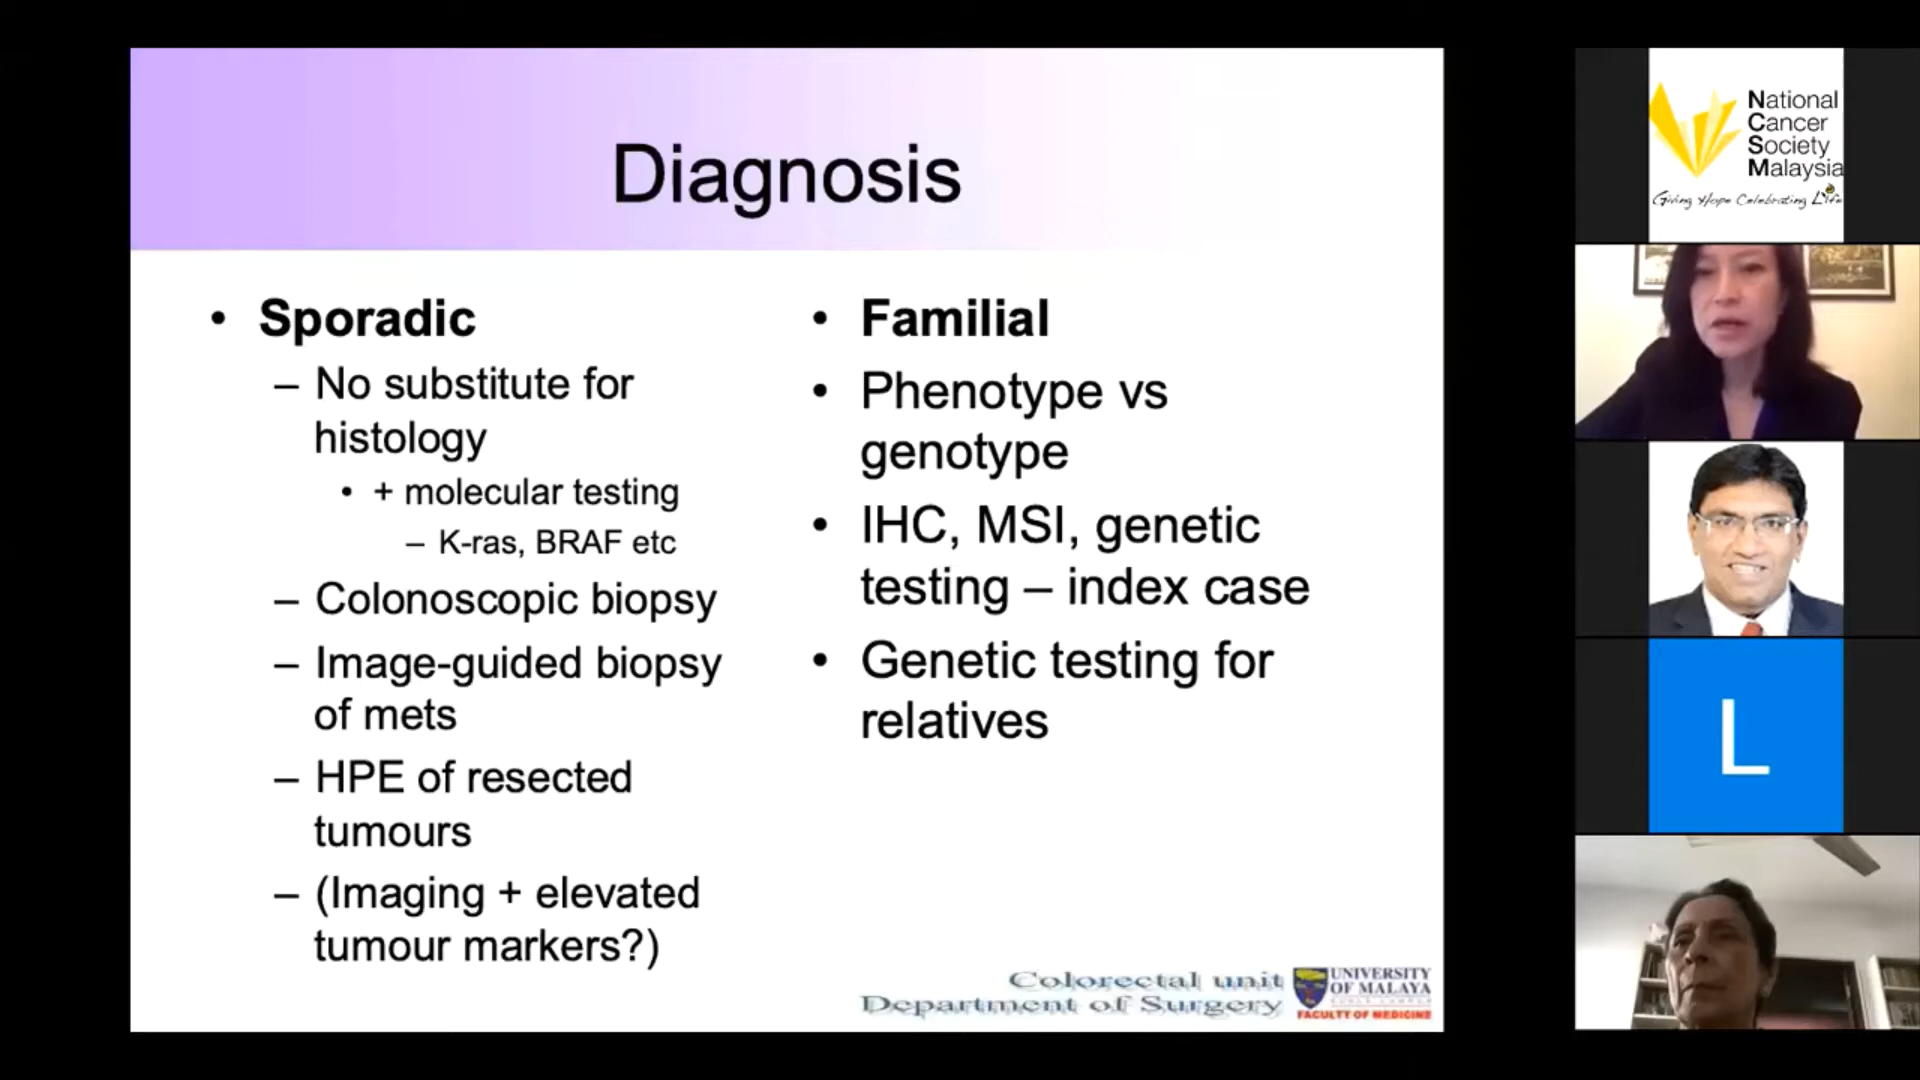 Diagnosis
• Sporadic
– No substitute for
histology
• + molecular testing
– K-ras, BRAF etc
– Colonoscopic biopsy
– Image-guided biopsy
of mets
– HPE of resected
tumours
– (Imaging + elevated
tumour markers?)
• Familial
• Phenotype vs
genotype
• IHC, MSI, genetic
testing – index case
• Genetic testing for
relatives
Colorectal unit
Department of Surgery
UNIVERSITY
OF MALAYA
FACULTY OF MEDICINE
National
Cancer
Society
Malaysia
Giving Hope Celebrating Life
L